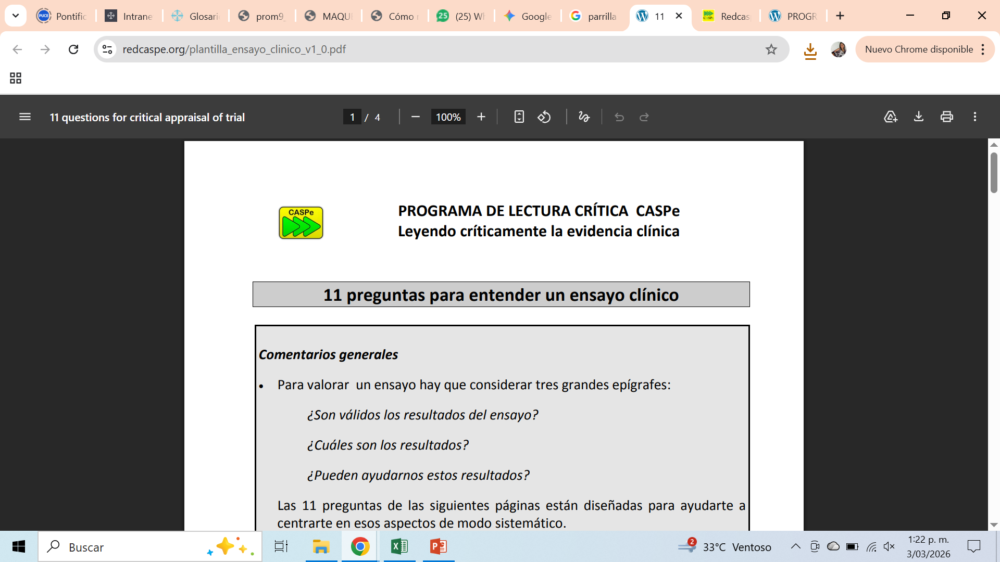 Pontific
Intrane
Glosari
prom9_
MAQUI
Cómo
(25) Wh
Google
parrilla
11
Redcas
PROGR
redcaspe.org/plantilla_ensayo_clinico_v1_0.pdf
Nuevo Chrome disponible
11 questions for critical appraisal of trial
1 / 4
100%
CASPe
PROGRAMA DE LECTURA CRÍTICA CASPe
Leyendo críticamente la evidencia clínica
11 preguntas para entender un ensayo clínico
Comentarios generales
• Para valorar un ensayo hay que considerar tres grandes epígrafes:
¿Son válidos los resultados del ensayo?
¿Cuáles son los resultados?
¿Pueden ayudarnos estos resultados?
Las 11 preguntas de las siguientes páginas están diseñadas para ayudarte a
centrarte en esos aspectos de modo sistemático.
Buscar
2
33°C Ventoso
1:22 p. m.
3/03/2026